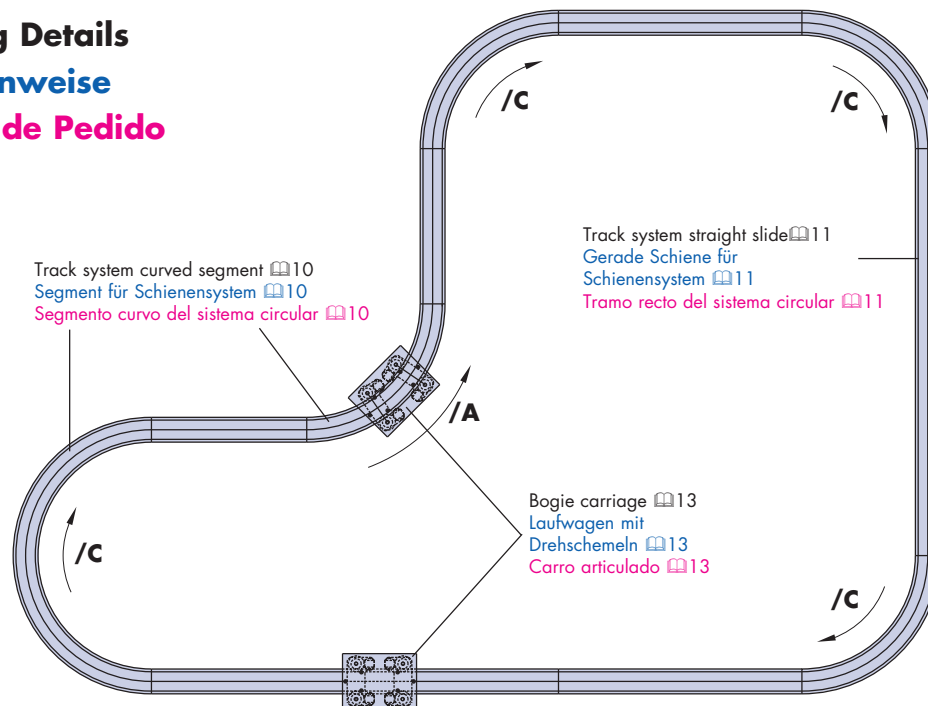 g Details
nweise
de Pedido
/C
/C
Track system straight slide 11
Gerade Schiene für
Schienensystem 11
Tramo recto del sistema circular 11
Track system curved segment 10
Segment für Schienensystem 10
Segmento curvo del sistema circular 10
/A
Bogie carriage 13
Laufwagen mit
Drehschemeln 13
Carro articulado 13
/C
/C